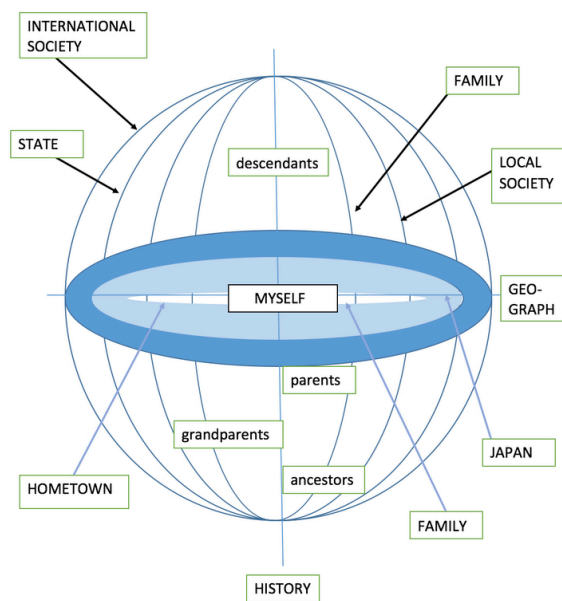 INTERNATIONAL
SOCIETY
FAMILY
STATE
descendants
LOCAL
SOCIETY
MYSELF
GEO-
GRAPH
parents
grandparents
JAPAN
ancestors
HOMETOWN
FAMILY
HISTORY